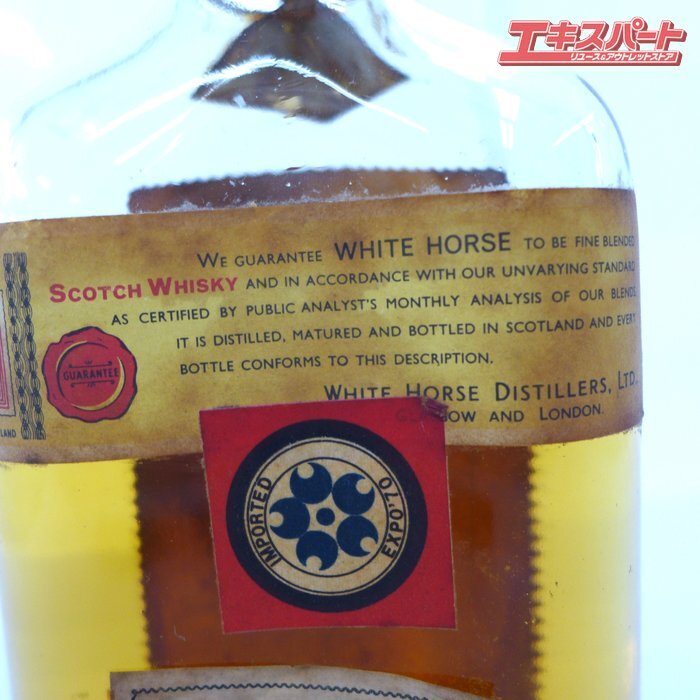 エキスパート
リユース&アウトレットストア
WE GUARANTEE WHITE HORSE TO BE FINE BLENDED
SCOTCH WHISKY AND IN ACCORDANCE WITH OUR UNVARYING STANDARD
AS CERTIFIED BY PUBLIC ANALYST'S MONTHLY ANALYSIS OF OUR BLENDS
IT IS DISTILLED, MATURED AND BOTTLED IN SCOTLAND AND EVERY
BOTTLE CONFORMS TO THIS DESCRIPTION.
GUARANTEE
WHITE HORSE DISTILLERS, LTD.
AND LONDON.
LAND
IMPORTED
EXPO'70